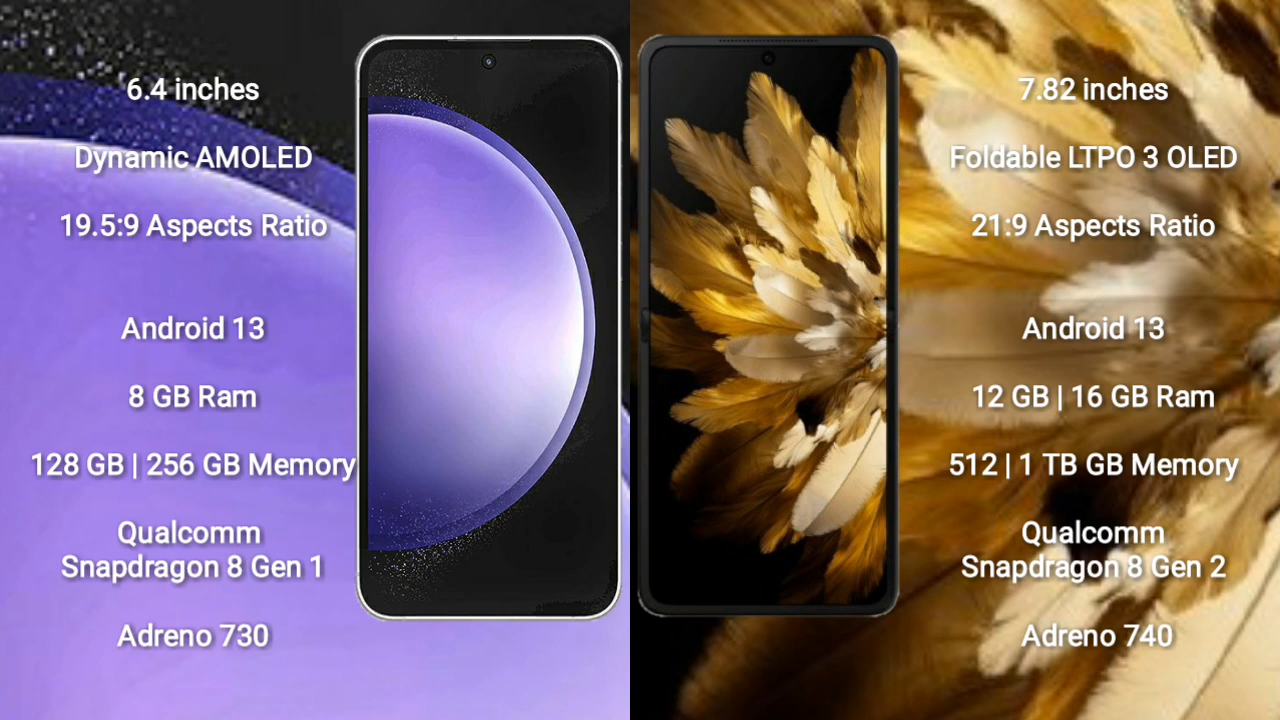 6.4 inches
Dynamic AMOLED
19.5:9 Aspects Ratio
Android 13
8 GB Ram
128 GB | 256 GB Memory
Qualcomm
Snapdragon 8 Gen 1
Adreno 730
7.82 inches
Foldable LTPO 3 OLED
21:9 Aspects Ratio
Android 13
12 GB | 16 GB Ram
512 | 1 TB GB Memory
Qualcomm
Snapdragon 8 Gen 2
Adreno 740